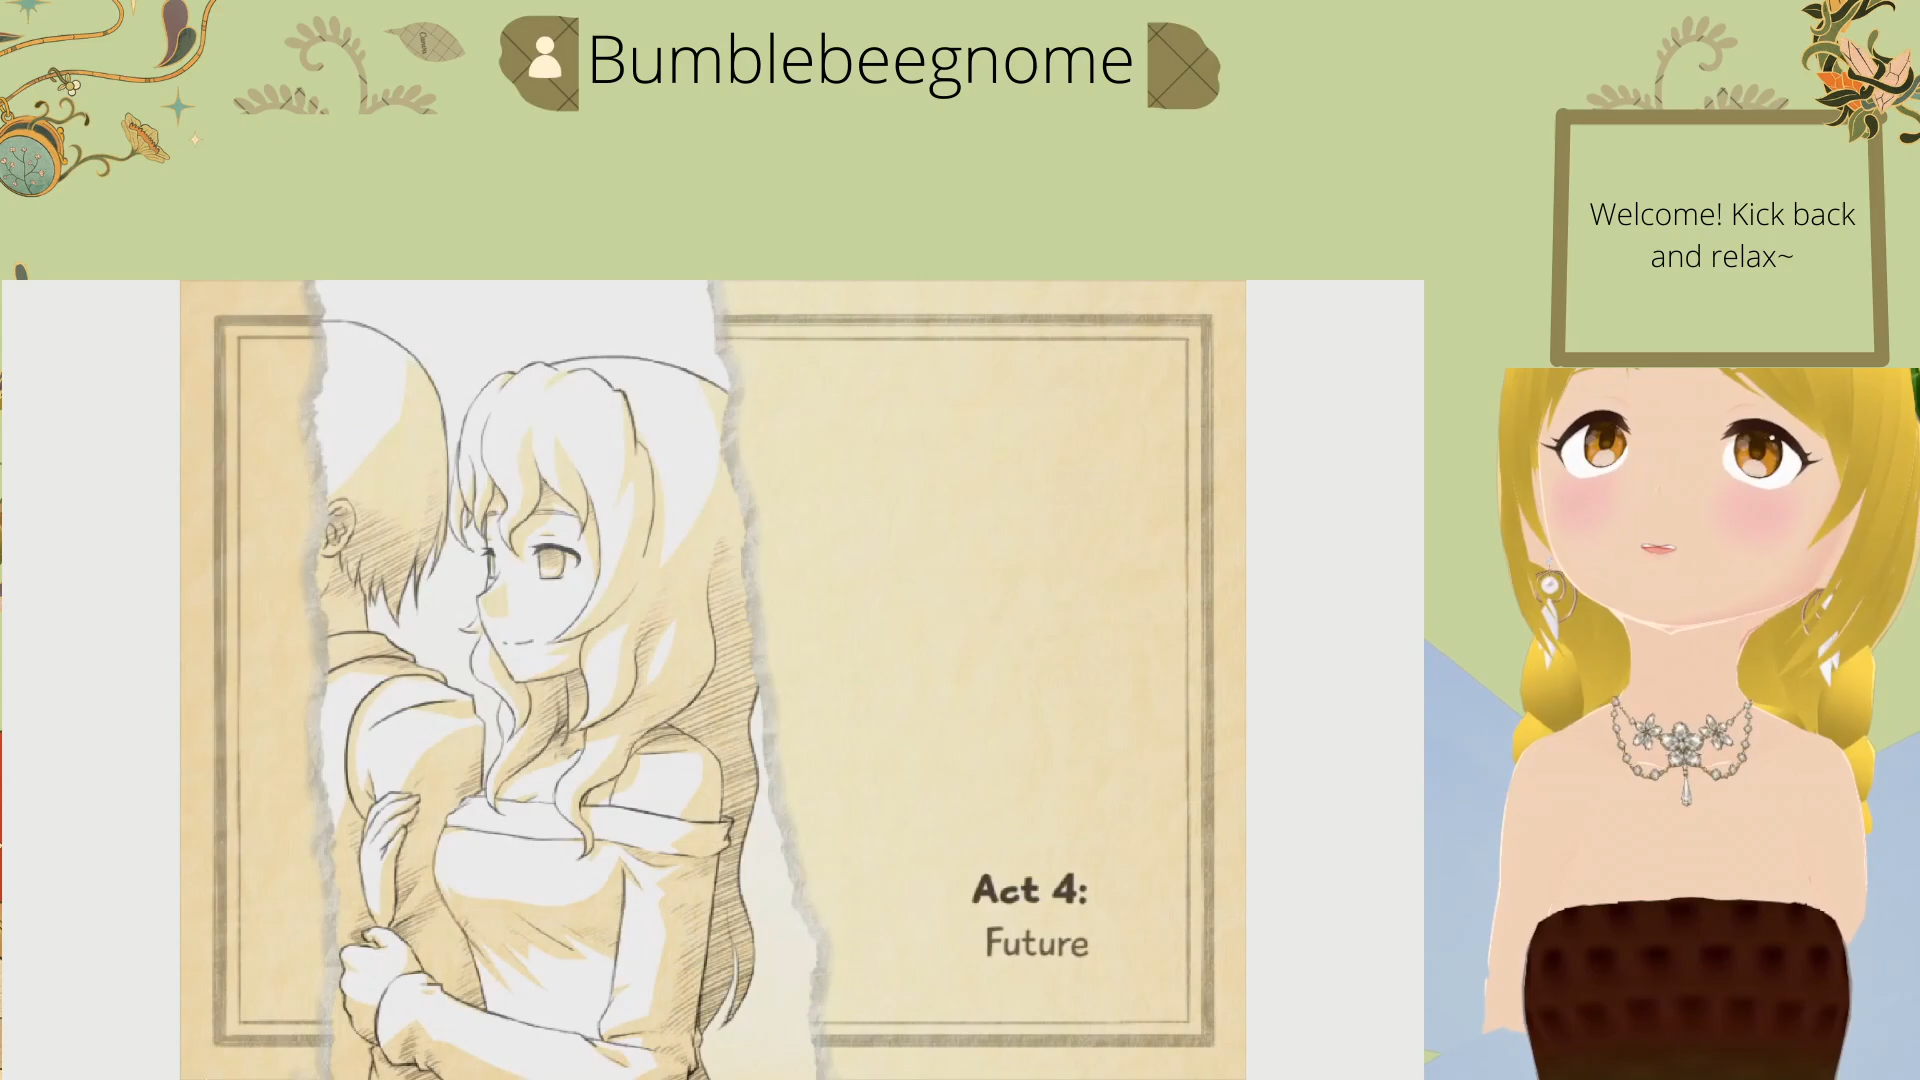 Bumblebeegnome
Welcome! Kick back
and relax~
Act 4:
Future